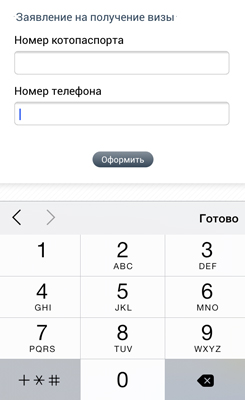 Заявление на получение визы
Номер котопаспорта
Номер телефона
Оформить
Готово
1
2
ABC
3
DEF
4
GHI
5
JKL
6
MNO
7
PQRS
8
TUV
9
WXYZ
+*#
0